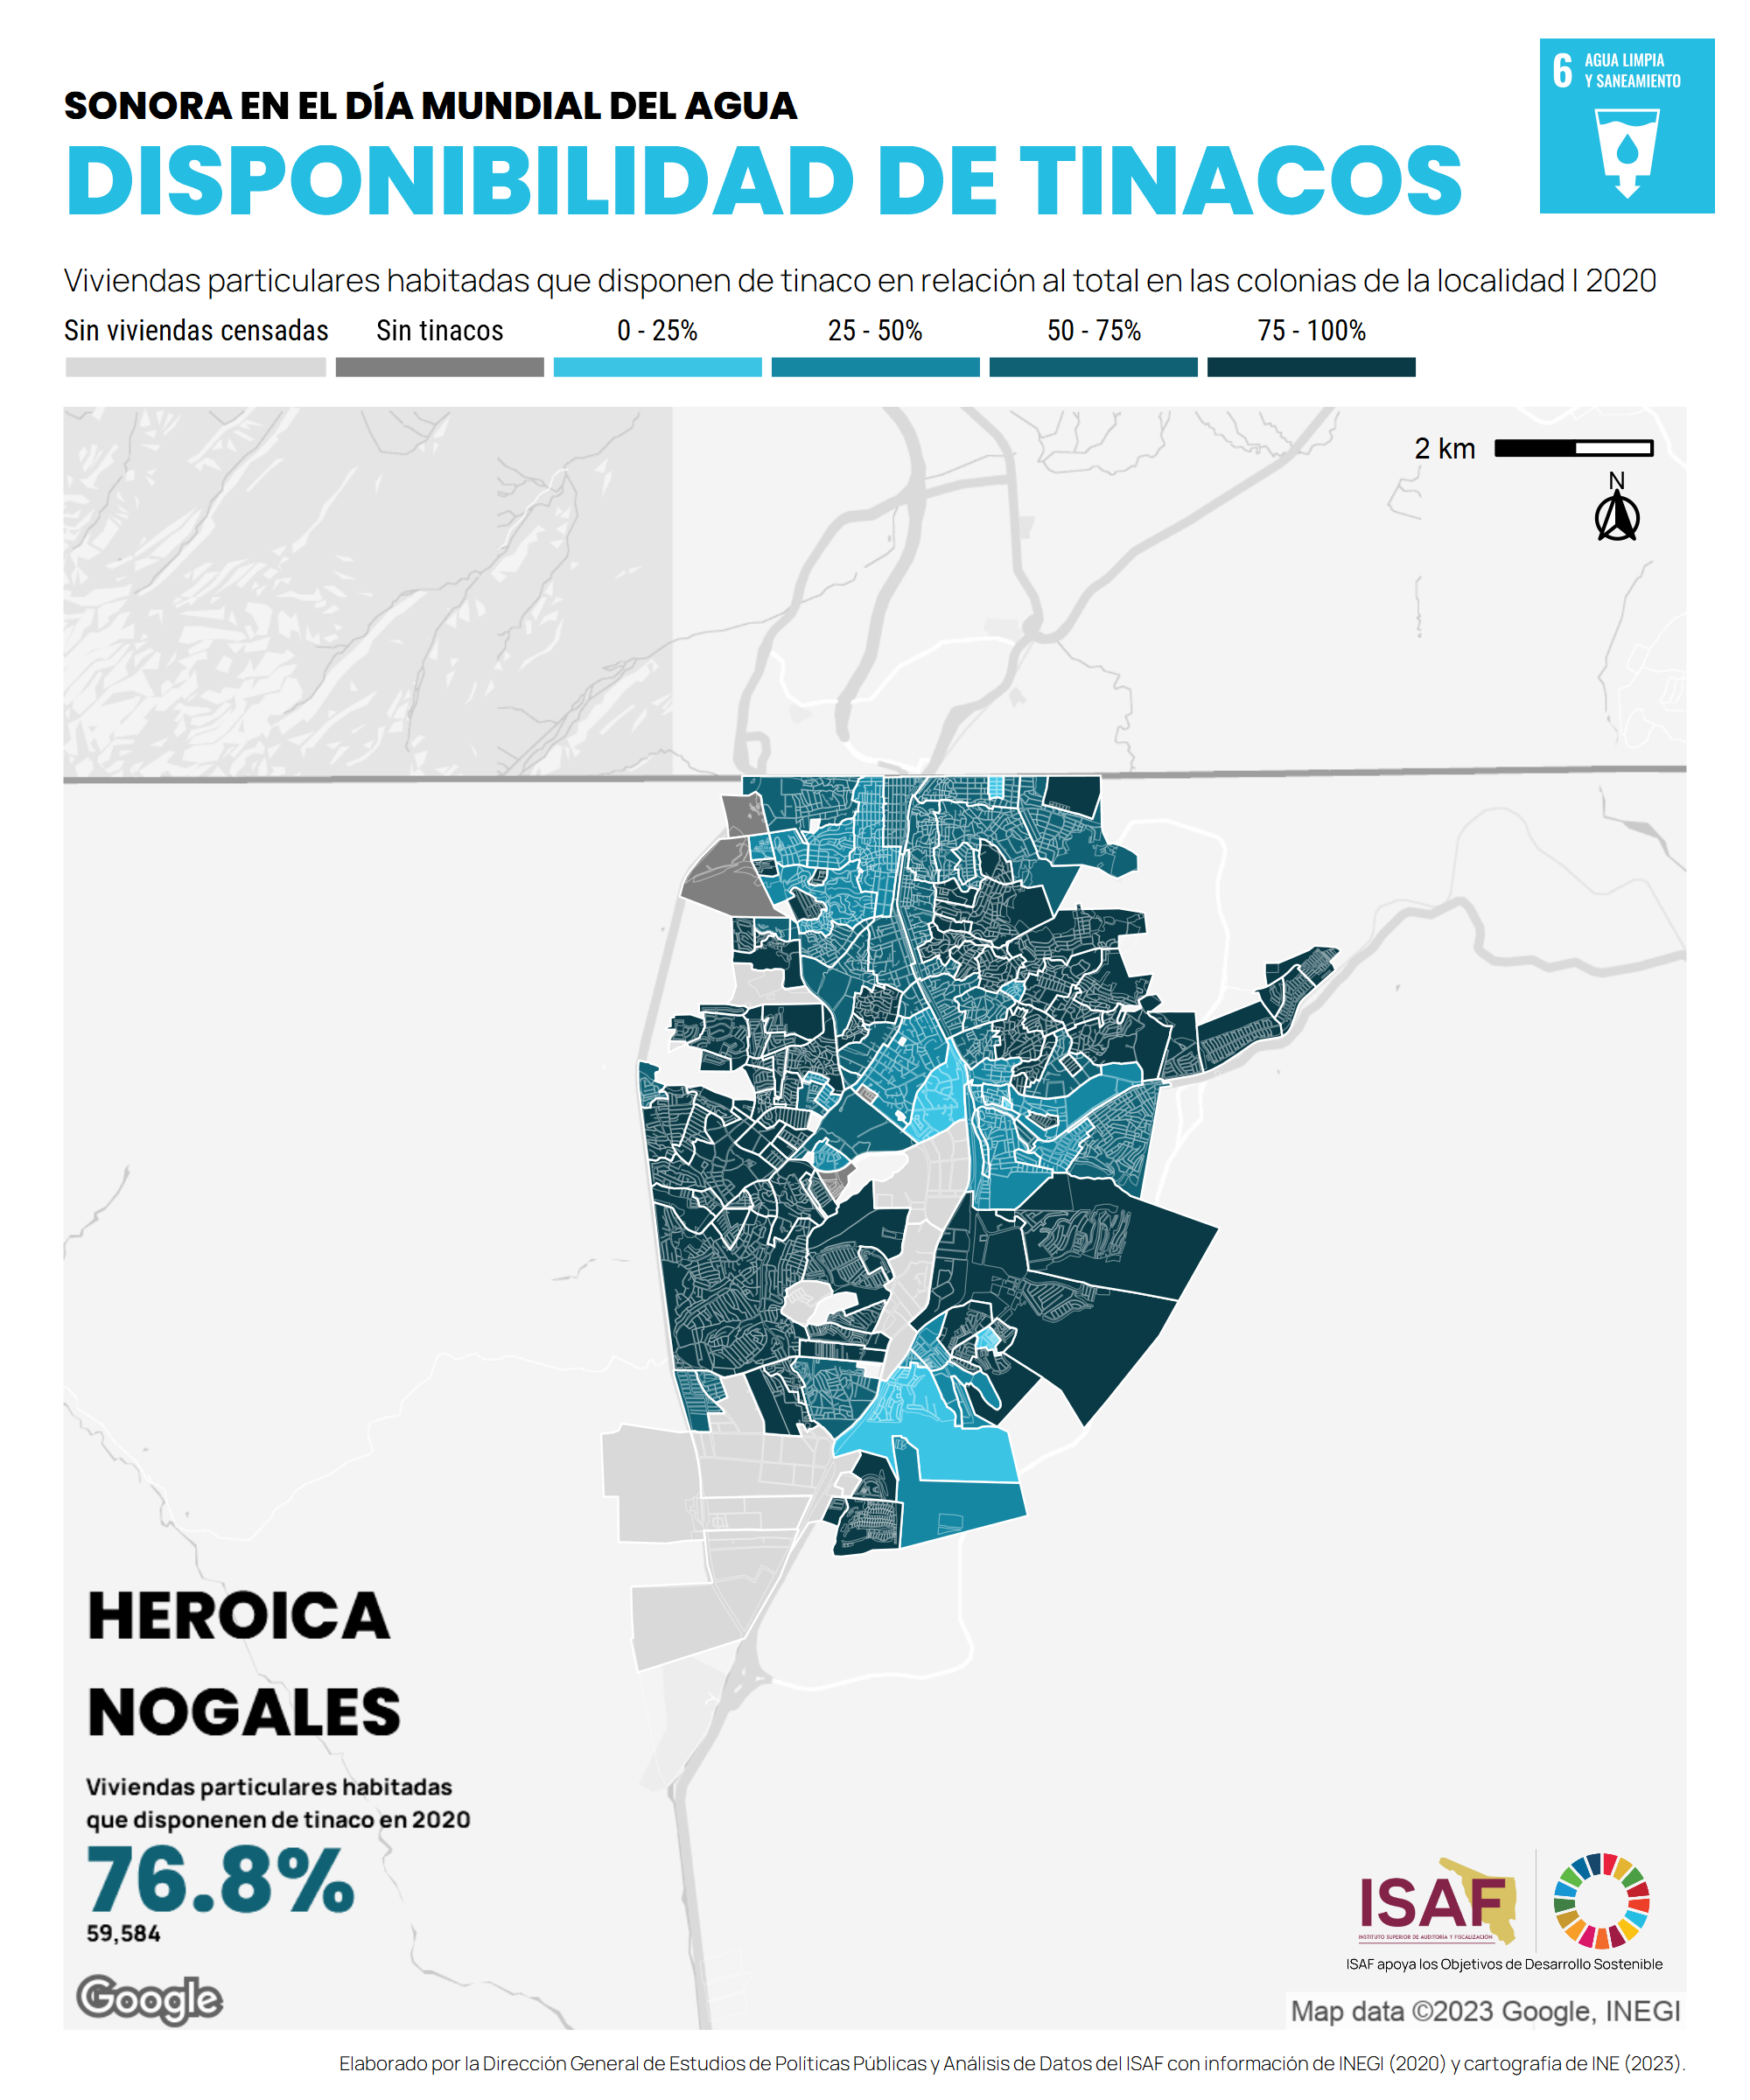 SONORA EN EL DÍA MUNDIAL DEL AGUA
DISPONIBILIDAD DE TINACOS
6 AGUA LIMPIA
Y SANEAMIENTO
Viviendas particulares habitadas que disponen de tinaco en relación al total en las colonias de la localidad | 2020
Sin viviendas censadas Sin tinacos 0 - 25% 25 - 50% 50 - 75% 75 - 100%
2 km
N
HEROICA
NOGALES
Viviendas particulares habitadas
que disponenen de tinaco en 2020
76.8%
59,584
Google
ISAF
INSTITUTO SUPERIOR DE AUDITORÍA Y FISCALIZACIÓN
ISAF apoya los Objetivos de Desarrollo Sostenible
Map data ©2023 Google, INEGI
Elaborado por la Dirección General de Estudios de Políticas Públicas y Análisis de Datos del ISAF con información de INEGI (2020) y cartografía de INE (2023).